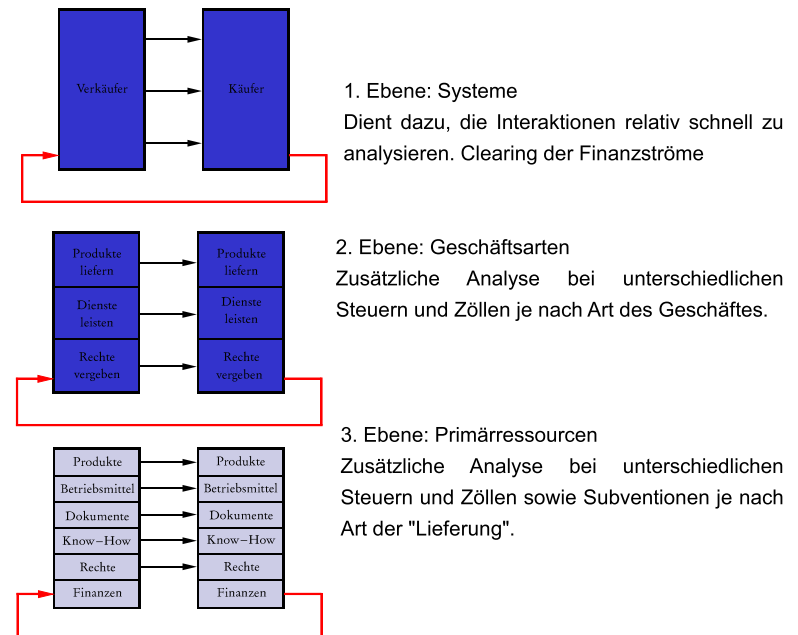 Verkäufer
Käufer
1. Ebene: Systeme
Dient dazu, die Interaktionen relativ schnell zu
analysieren. Clearing der Finanzströme
Produkte
liefern
Produkte
liefern
Dienste
leisten
Dienste
leisten
Rechte
vergeben
Rechte
vergeben
2. Ebene: Geschäftsarten
Zusätzliche Analyse bei unterschiedlichen
Steuern und Zöllen je nach Art des Geschäftes.
Produkte
Produkte
Betriebsmittel
Betriebsmittel
Dokumente
Dokumente
Know-How
Know-How
Rechte
Rechte
Finanzen
Finanzen
3. Ebene: Primärressourcen
Zusätzliche Analyse bei unterschiedlichen
Steuern und Zöllen sowie Subventionen je nach
Art der "Lieferung".